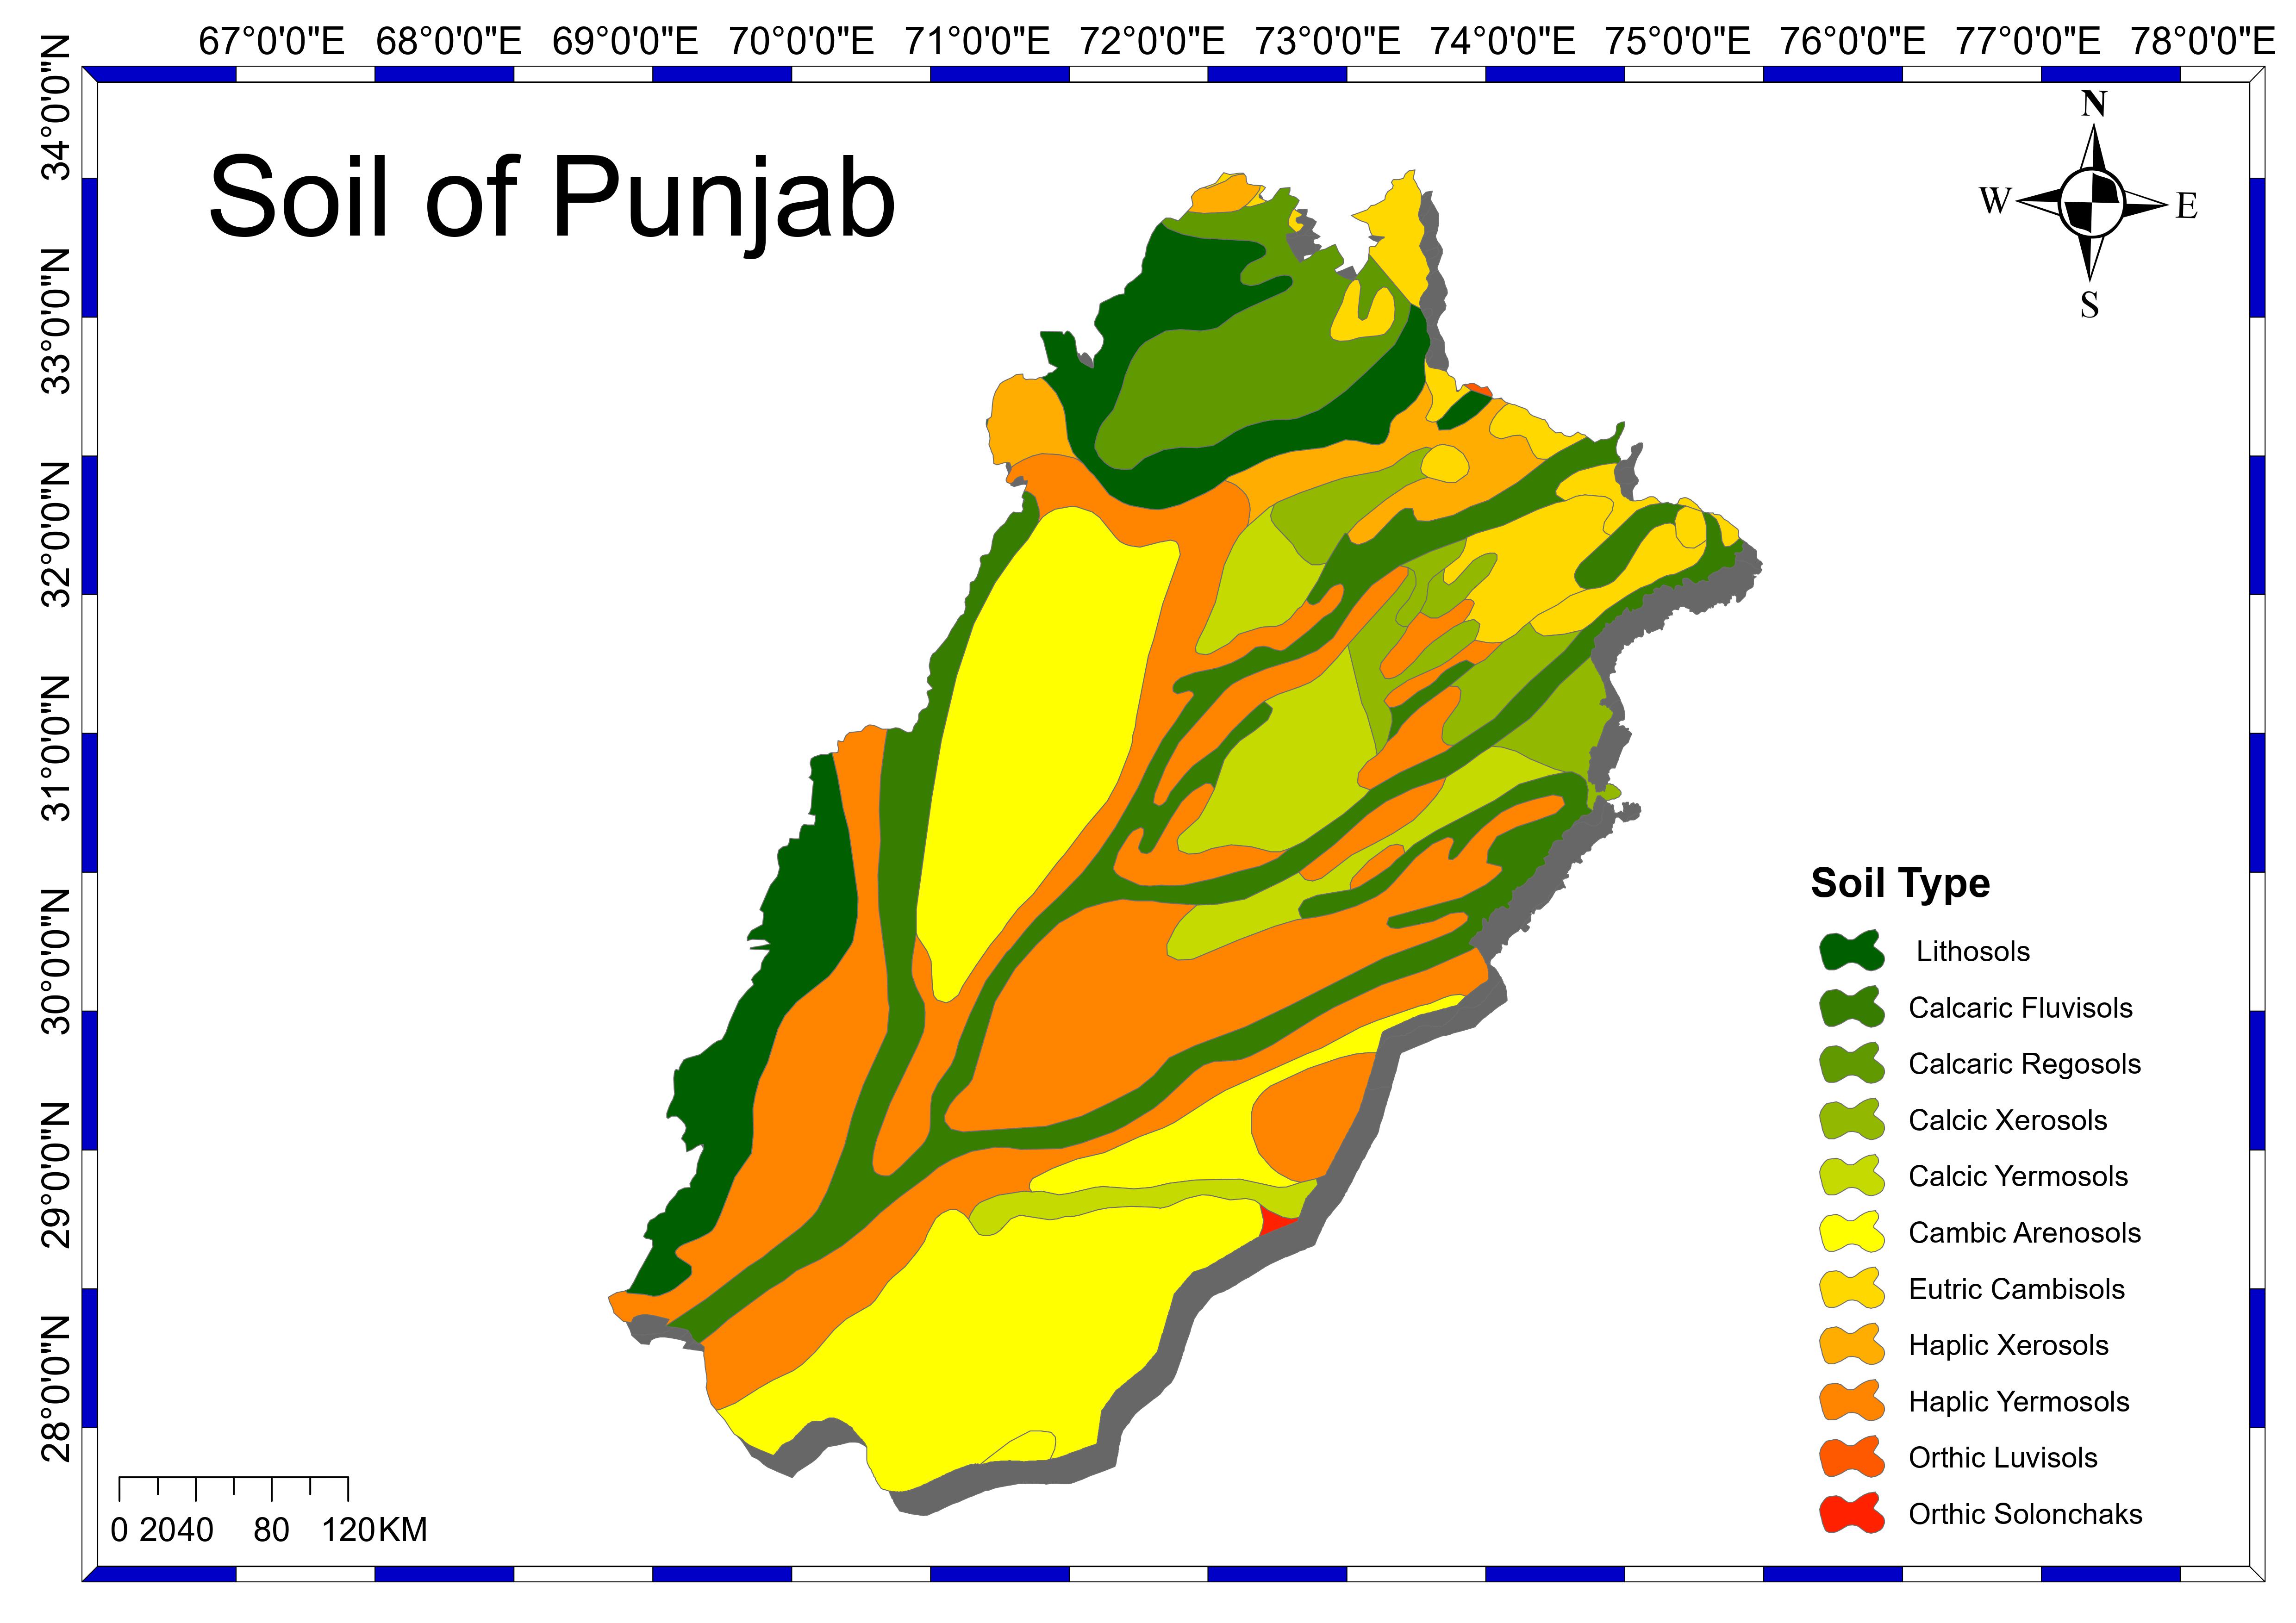 67°0'0"E 68°0'0"E 69°0'0"E 70°0'0"E 71°0'0"E 72°0'0"E 73°0'0"E 74°0'0"E 75°0'0"E 76°0'0"E 77°0'0"E 78°0'0"E
34°0'0"N
33°0'0"N
32°0'0"N
31°0'0"N
30°0'0"N
29°0'0"N
28°0'0"N
Soil of Punjab
N
W E
S
Soil Type
Lithosols
Calcaric Fluvisols
Calcaric Regosols
Calcic Xerosols
Calcic Yermosols
Cambic Arenosols
Eutric Cambisols
Haplic Xerosols
Haplic Yermosols
Orthic Luvisols
Orthic Solonchaks
0 20 40 80 120 KM